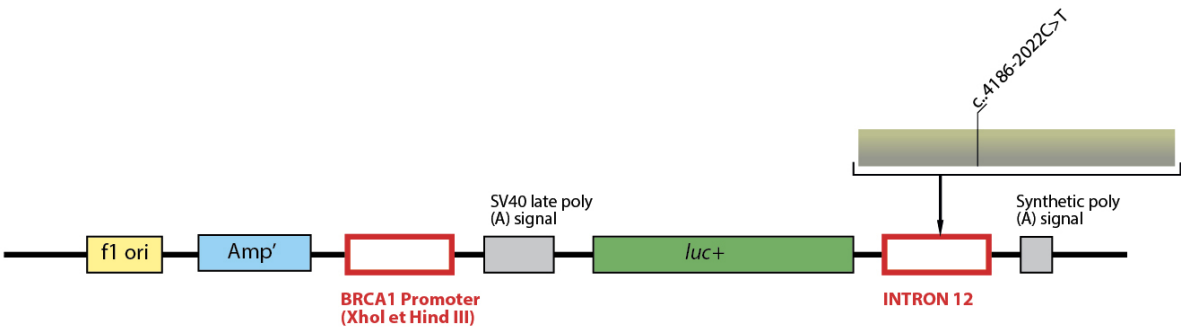 c.4186-2022C>T
SV40 late poly
(A) signal
Synthetic poly
(A) signal
f1 ori
Amp'
luc+
BRCA1 Promoter
(XhoI et Hind III)
INTRON 12